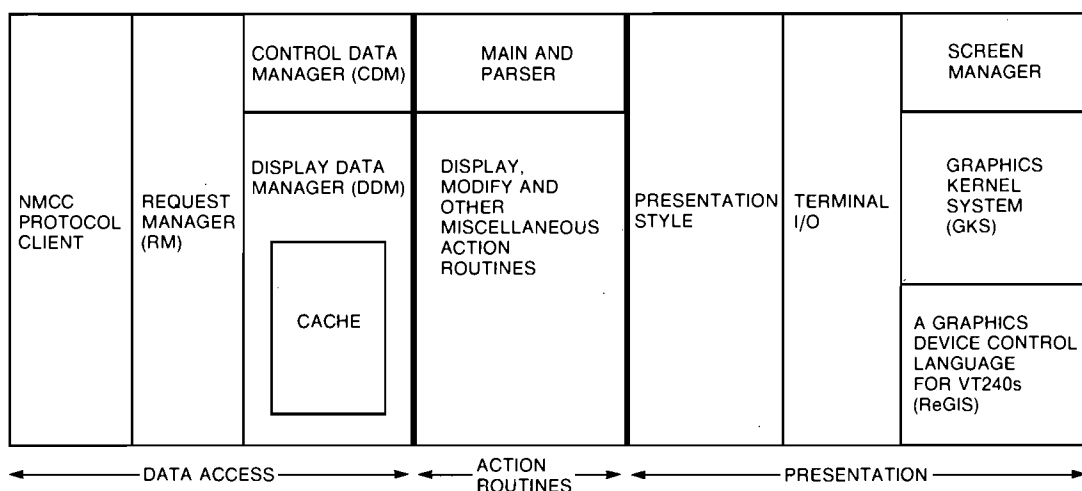 NMCC
PROTOCOL
CLIENT
REQUEST
MANAGER
(RM)
CONTROL DATA
MANAGER (CDM)
DISPLAY DATA
MANAGER (DDM)
CACHE
MAIN AND
PARSER
DISPLAY,
MODIFY AND
OTHER
MISCELLANEOUS
ACTION
ROUTINES
PRESENTATION
STYLE
TERMINAL
I/O
SCREEN
MANAGER
GRAPHICS
KERNEL
SYSTEM
(GKS)
A GRAPHICS
DEVICE CONTROL
LANGUAGE
FOR VT240s
(ReGIS)
DATA ACCESS
ACTION
ROUTINES
PRESENTATION